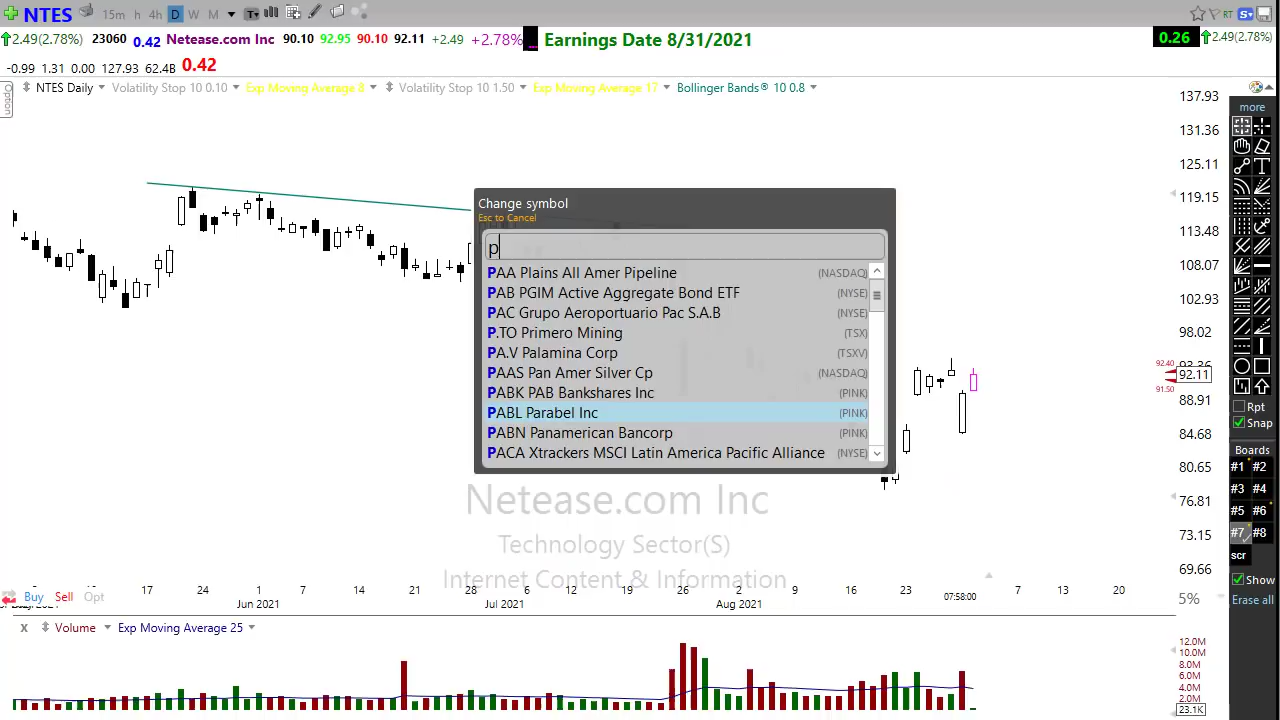 NTES 15m h 4h D W M
2.49(2.78%) 23060 0.42 Netease.com Inc 90.10 92.95 90.10 92.11 +2.49 +2.78% Earnings Date 8/31/2021 0.26 2.49(2.78%)
RT
-0.99 1.31 0.00 127.93 62.4B 0.42
NTES Daily Volatility Stop 10 0.10 Exp Moving Average 8 Volatility Stop 10 1.50 Exp Moving Average 17 Bollinger Bands® 10 0.8
Option
Change symbol
Esc to Cancel
p
PAA Plains All Amer Pipeline (NASDAQ)
PAB PGIM Active Aggregate Bond ETF (NYSE)
PAC Grupo Aeroportuario Pac S.A.B (NYSE)
P.TO Primero Mining (TSX)
PA.V Palamina Corp (TSXV)
PAAS Pan Amer Silver Cp (NASDAQ)
PABK PAB Bankshares Inc (PINK)
PABL Parabel Inc (PINK)
PABN Panamerican Bancorp (PINK)
PACA Xtrackers MSCI Latin America Pacific Alliance (NYSE)
Netease.com Inc
Technology Sector(S)
Internet Content & Information
137.93
131.36
125.11
119.15
113.48
108.07
102.93
98.02
92.40
92.11
91.50
88.91
84.68
80.65
76.81
73.15
69.66
5%
more
Rpt
Snap
Boards
#1 #2
#3 #4
#5 #6
#7 #8
scr
Show
Erase all
Buy Sell Opt
17 24 1 7 14 21 28 6 12 19 26 2 9 16 23 07:58:00 7 13 20
Jun 2021 Jul 2021 Aug 2021
x Volume Exp Moving Average 25
12.0M
10.0M
8.0M
6.0M
4.0M
2.0M
23.1K